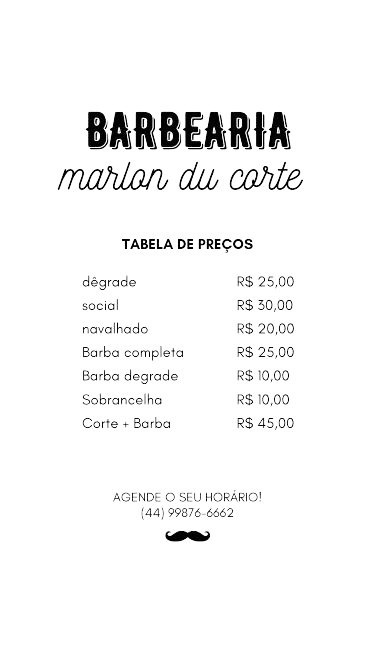 BARBEARIA
marlon du corte
TABELA DE PREÇOS
dêgrade R$ 25,00
social R$ 30,00
navalhado R$ 20,00
Barba completa R$ 25,00
Barba degrade R$ 10,00
Sobrancelha R$ 10,00
Corte + Barba R$ 45,00
AGENDE O SEU HORÁRIO!
(44) 99876-6662